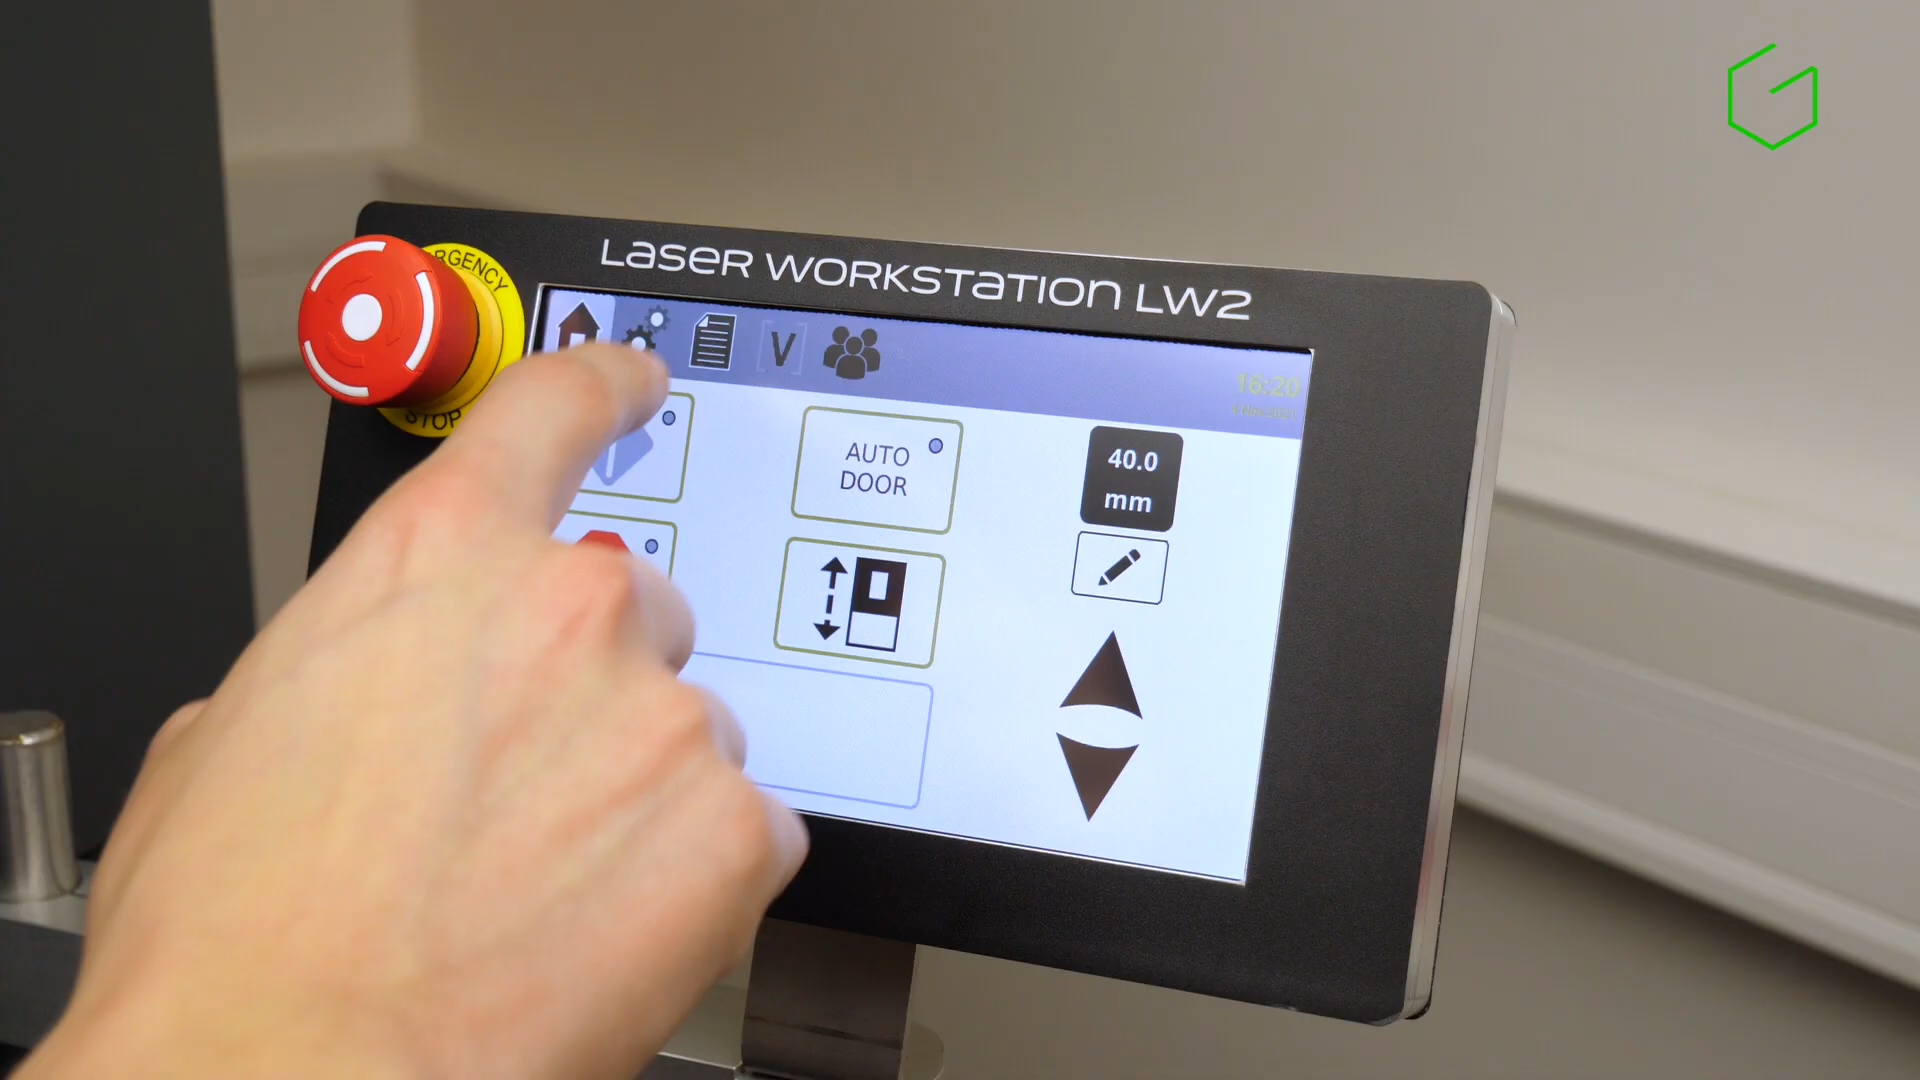 LASER WORKSTATION LW2
EMERGENCY
STOP
V
16:20
AUTO
DOOR
40.0
mm